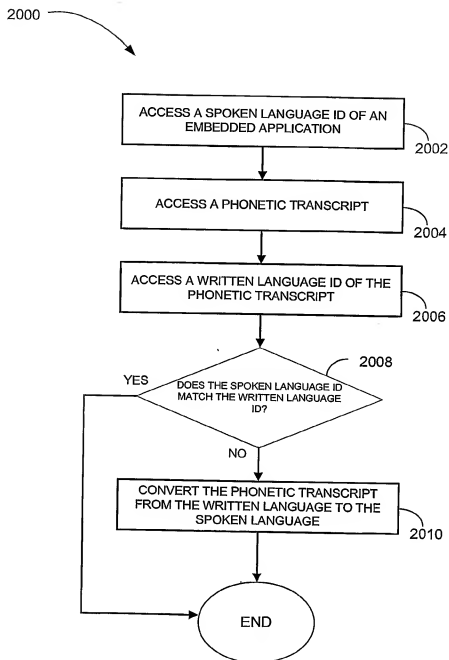 2000
ACCESS A SPOKEN LANGUAGE ID OF AN
EMBEDDED APPLICATION
2002
ACCESS A PHONETIC TRANSCRIPT
2004
ACCESS A WRITTEN LANGUAGE ID OF THE
PHONETIC TRANSCRIPT
2006
2008
YES
DOES THE SPOKEN LANGUAGE ID
MATCH THE WRITTEN LANGUAGE
ID?
NO
CONVERT THE PHONETIC TRANSCRIPT
FROM THE WRITTEN LANGUAGE TO THE
SPOKEN LANGUAGE
2010
END